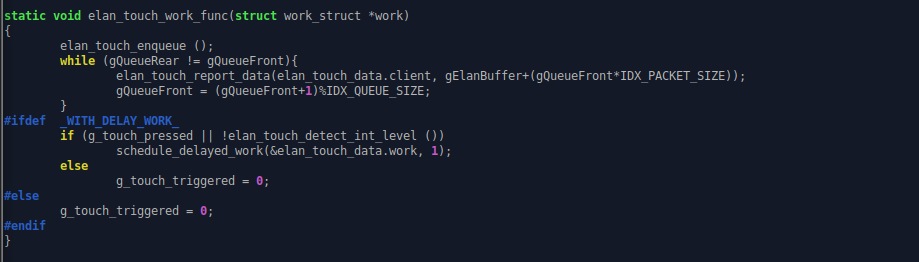 static void elan_touch_work_func(struct work_struct *work)
{
        elan_touch_enqueue ();
        while (gQueueRear != gQueueFront){
                elan_touch_report_data(elan_touch_data.client, gElanBuffer+(gQueueFront*IDX_PACKET_SIZE));
                gQueueFront = (gQueueFront+1)%IDX_QUEUE_SIZE;
        }
#ifdef  _WITH_DELAY_WORK_
        if (g_touch_pressed || !elan_touch_detect_int_level ())
                schedule_delayed_work(&elan_touch_data.work, 1);
        else
                g_touch_triggered = 0;
#else
        g_touch_triggered = 0;
#endif
}